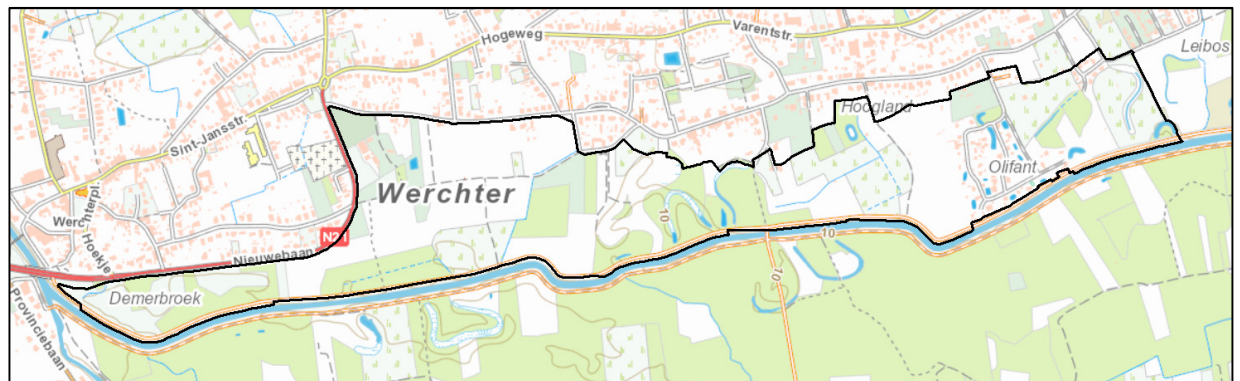 Varentstr.
Hogeweg
Leibos
Hoogland
Sint-Jansstr.
Olifant
Werchter
Werchterpl.
Hoekje
10
10
N21
Nieuwebaan
10
Demerbroek
Provinciebaan